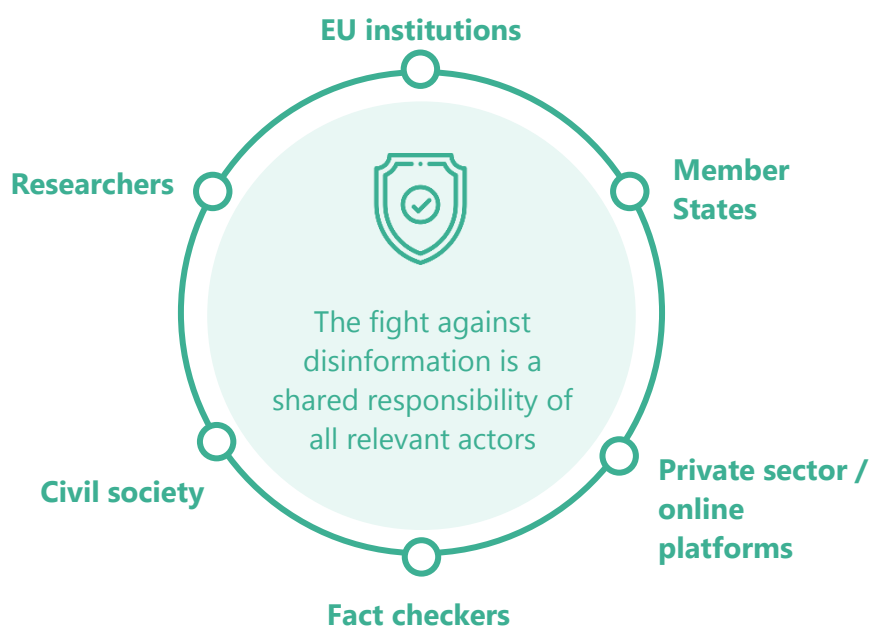 EU institutions
Member
States
Private sector /
online
platforms
Fact checkers
Civil society
Researchers
The fight against
disinformation is a
shared responsibility of
all relevant actors